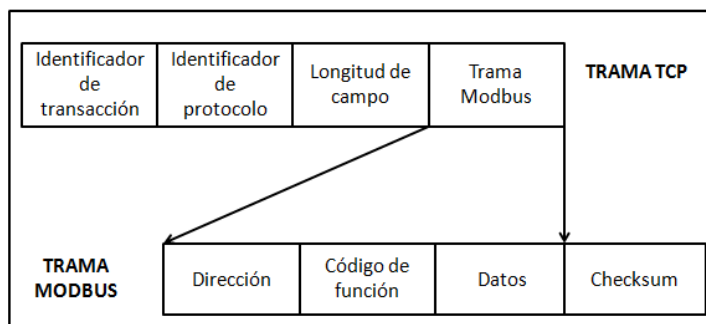 Identificador
de
transacción
Identificador
de
protocolo
Longitud de
campo
Trama
Modbus
TRAMA TCP
TRAMA
MODBUS
Dirección
Código de
función
Datos
Checksum